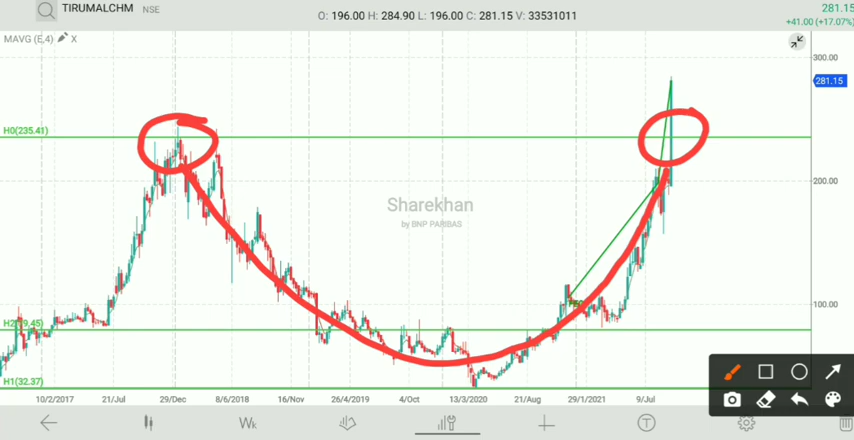 TIRUMALCHM NSE
O: 196.00 H: 284.90 L: 196.00 C: 281.15 V: 33531011
281.15
+41.00 (+17.07%)
MAVG (E,4) X
300.00
281.15
H0(235.41)
200.00
Sharekhan
by BNP PARIBAS
100.00
H1(32.37)
10/2/2017 21/Jul 29/Dec 8/6/2018 16/Nov 26/4/2019 4/Oct 13/3/2020 21/Aug 29/1/2021 9/Jul
Wk
T